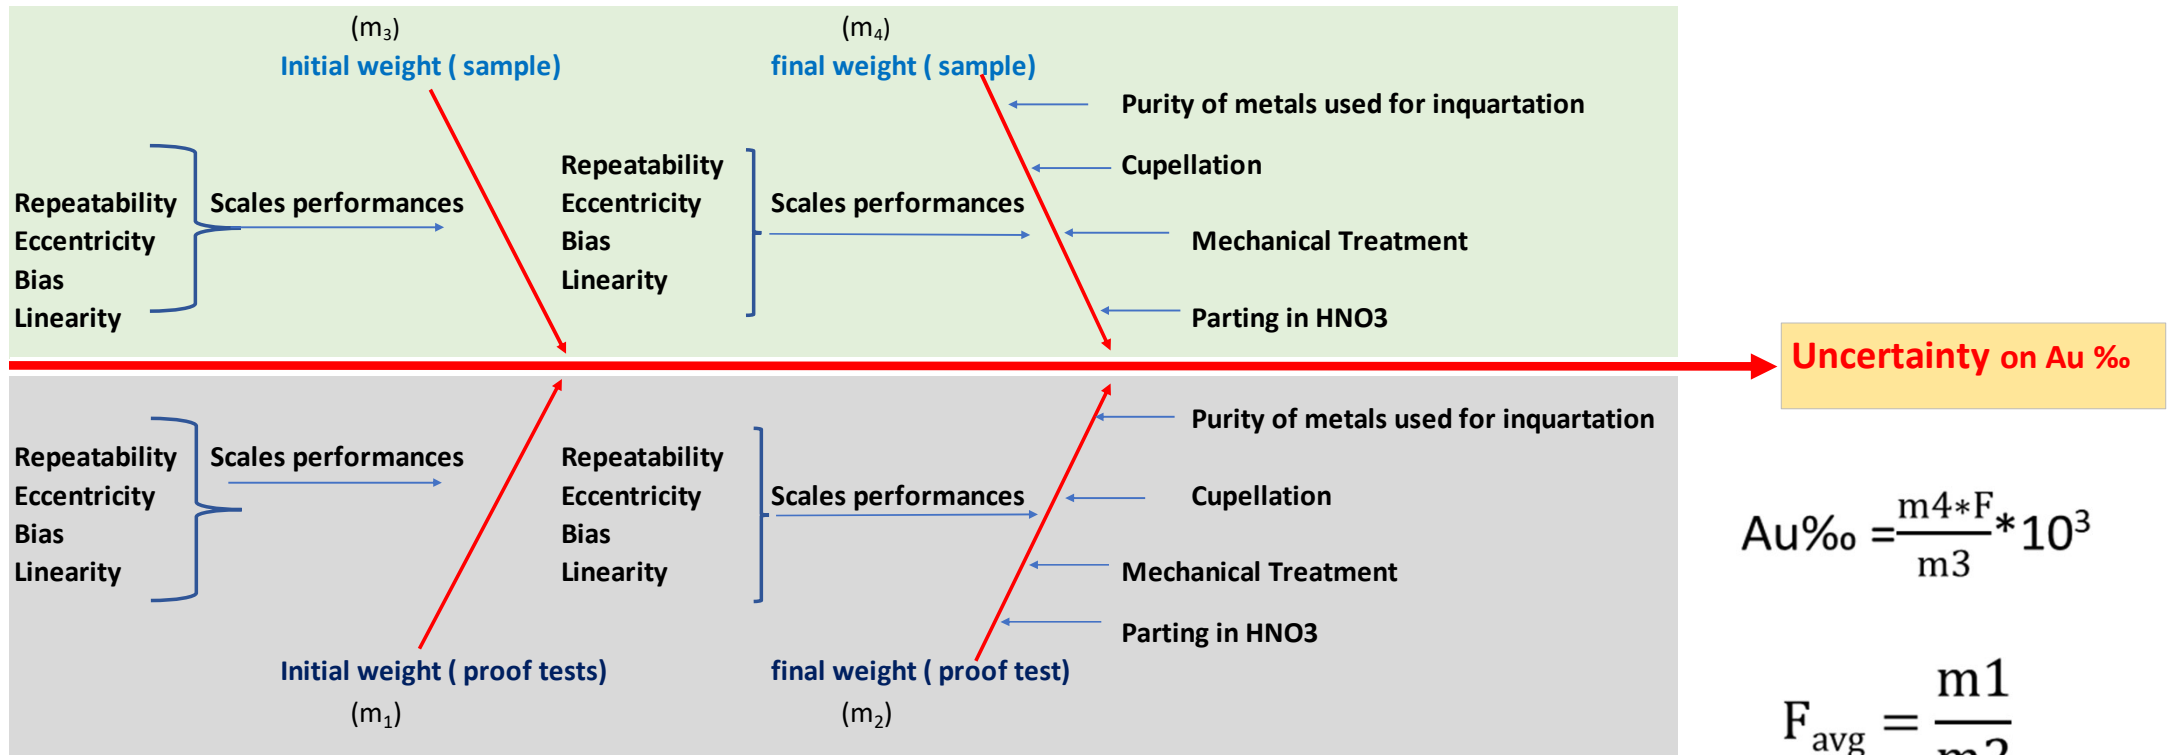 (m₃)
Initial weight ( sample)
Repeatability
Eccentricity
Bias
Linearity
Scales performances
(m₄)
final weight ( sample)
Repeatability
Eccentricity
Bias
Linearity
Scales performances
Purity of metals used for inquartation
Cupellation
Mechanical Treatment
Parting in HNO3
Uncertainty on Au ‰
Repeatability
Eccentricity
Bias
Linearity
Scales performances
Initial weight ( proof tests)
(m₁)
Repeatability
Eccentricity
Bias
Linearity
Scales performances
Purity of metals used for inquartation
Cupellation
Mechanical Treatment
Parting in HNO3
final weight ( proof test)
(m₂)
Au‰ = m4*F / m3 *10³
F_avg = m1